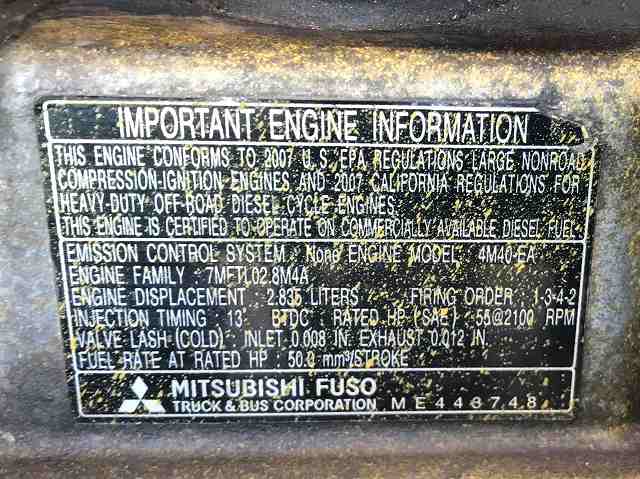 IMPORTANT ENGINE INFORMATION
THIS ENGINE CONFORMS TO 2007 U.S. EPA REGULATIONS LARGE NONROAD
COMPRESSION-IGNITION ENGINES AND 2007 CALIFORNIA REGULATIONS FOR
HEAVY-DUTY OFF-ROAD DIESEL CYCLE ENGINES.
THIS ENGINE IS CERTIFIED TO OPERATE ON COMMERCIALLY AVAILABLE DIESEL FUEL.
EMISSION CONTROL SYSTEM : None ENGINE MODEL : 4M40-EA
ENGINE FAMILY : 7MFTL02.8M4A
ENGINE DISPLACEMENT : 2.835 LITERS FIRING ORDER : 1-3-4-2
INJECTION TIMING : 13° BTDC RATED HP (SAE) : 55@2100 RPM
VALVE LASH (COLD) : INLET 0.008 IN. EXHAUST 0.012 IN.
FUEL RATE AT RATED HP : 50.0 mm³/STROKE
MITSUBISHI FUSO
TRUCK & BUS CORPORATION ME446748